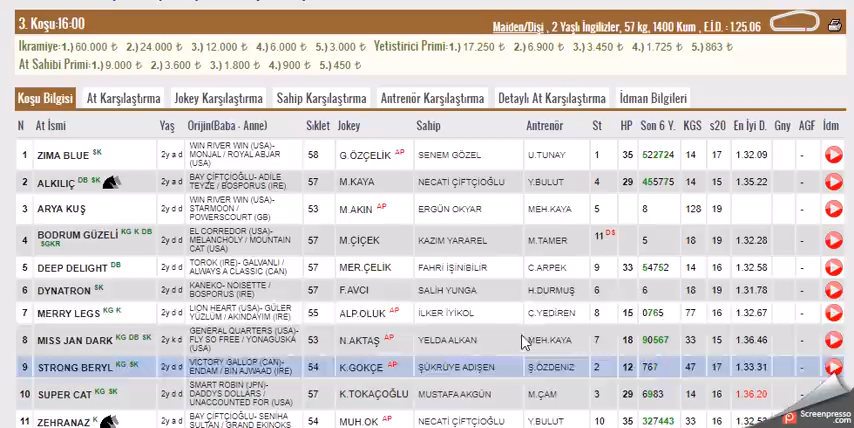 3. Koşu:16:00 Maiden/Dişi , 2 Yaşlı İngilizler, 57 kg, 1400 Kum , E.İ.D. : 1.25.06
İkramiye: 1.) 60.000 ₺ 2.) 24.000 ₺ 3.) 12.000 ₺ 4.) 6.000 ₺ 5.) 3.000 ₺ Yetistirici Primi: 1.) 17.250 ₺ 2.) 6.900 ₺ 3.) 3.450 ₺ 4.) 1.725 ₺ 5.) 863 ₺
At Sahibi Primi: 1.) 9.000 ₺ 2.) 3.600 ₺ 3.) 1.800 ₺ 4.) 900 ₺ 5.) 450 ₺
Koşu Bilgisi At Karşılaştırma Jokey Karşılaştırma Sahip Karşılaştırma Antrenör Karşılaştırma Detaylı At Karşılaştırma İdman Bilgileri
N At İsmi Yaş Orijin(Baba - Anne) Sıklet Jokey Sahip Antrenör St HP Son 6 Y. KGS s20 En İyi D. Gny AGF İdm
WIN RIVER WIN (USA)-
1 ZIMA BLUE SK 2y a d MONJAL / ROYAL ABJAR 58 G.ÖZÇELİK AP SENEM GÖZEL U.TUNAY 1 35 522724 14 17 1.32.09 -
(USA)
BAY ÇİFTÇİOĞLU- ADİLE
2 ALKILIÇ DB SK 2y a d TEYZE / BOSPORUS (IRE) 57 M.KAYA NECATİ ÇİFTÇİOĞLU Y.BULUT 4 29 455775 14 15 1.35.22 -
WIN RIVER WIN (USA)-
3 ARYA KUŞ 2y d d STARMOON / 53 M.AKIN AP ERGÜN OKYAR MEH.KAYA 5 8 128 19 -
POWERSCOURT (GB)
EL CORREDOR (USA)-
4 BODRUM GÜZELİ KG K DB SGKR 2y d d MELANCHOLY / MOUNTAIN 57 M.ÇİÇEK KAZIM YARAREL M.TAMER 11 DS 5 18 19 1.32.28 -
CAT (USA)
TOROK (IRE)- GALVANLI /
5 DEEP DELIGHT DB 2y d d ALWAYS A CLASSIC (CAN) 57 MER.ÇELİK FAHRİ İŞİNİBİLİR C.ARPEK 9 33 54752 14 16 1.32.58 -
KANEKO- NOISETTE /
6 DYNATRON SK 2y d d BOSPORUS (IRE) 57 F.AVCI SALİH YUNGA H.DURMUŞ 6 6 18 19 1.31.78 -
LION HEART (USA)- GÜLER
7 MERRY LEGS KG K 2y d d YÜZLÜM / AKINDAYIM (IRE) 55 ALP.OLUK AP İLKER İYİKOL C.YEDİREN 8 15 0765 77 16 1.32.67 -
GENERAL QUARTERS (USA)-
8 MISS JAN DARK KG DB SK 2y k d FLY SO FREE / YONAGUSKA 53 N.AKTAŞ AP YELDA ALKAN MEH.KAYA 7 18 90567 33 15 1.36.46 -
(USA)
VICTORY GALLOP (CAN)-
9 STRONG BERYL KG SK 2y d d ENDAM / BIN AJWAAD (IRE) 54 K.GÖKÇE AP ŞÜKRÜYE ADIŞEN Ş.ÖZDENİZ 2 12 767 47 17 1.33.31 -
SMART ROBIN (JPN)-
10 SUPER CAT KG SK 2y d d DADDYS DOLLARS / 57 K.TOKAÇOĞLU MUSTAFA AKGÜN M.ÇAM 3 29 6983 14 16 1.36.20 -
UNACCOUNTED FOR (USA)
BAY ÇİFTÇİOĞLU- SENİHA
11 ZEHRANAZ K 2y a d SULTAN / GRAND EKINOKS 54 MUH.OK AP NECATİ ÇİFTÇİOĞLU Y.BULUT 10 35 327443 33 16
Screenpresso
.com